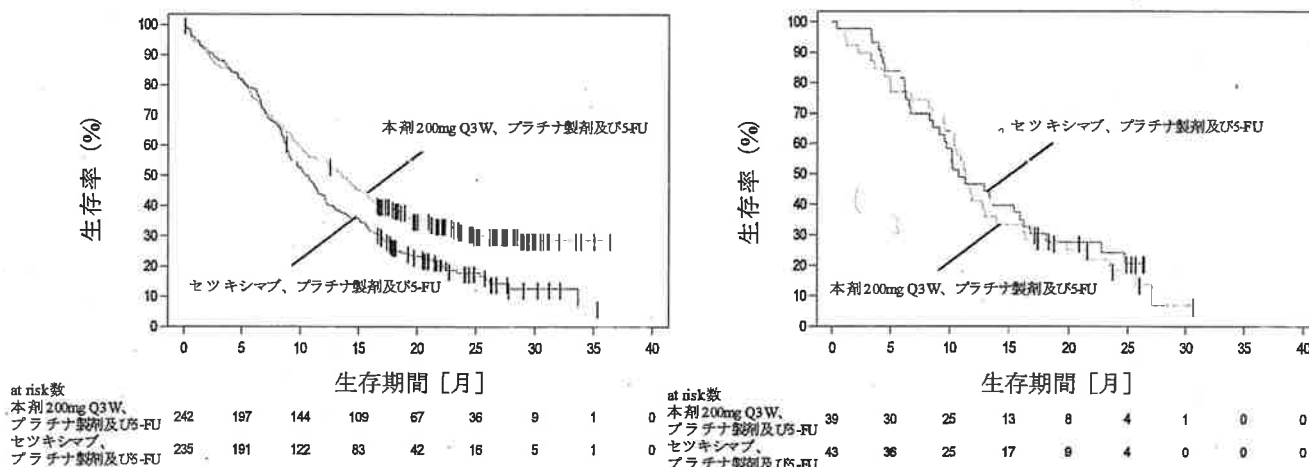 100
90
80
70
60
50
40
30
20
10
0
生存率 (%)
本剤200mg Q3W、プラチナ製剤及び5-FU
セツキシマブ、プラチナ製剤及び5-FU
0 5 10 15 20 25 30 35 40
生存期間 [月]
at risk数
本剤200mg Q3W、
プラチナ製剤及び5-FU 242 197 144 109 67 36 9 1 0
セツキシマブ、
プラチナ製剤及び5-FU 235 191 122 83 42 16 5 1 0
100
90
80
70
60
50
40
30
20
10
0
生存率 (%)
セツキシマブ、プラチナ製剤及び5-FU
本剤200mg Q3W、プラチナ製剤及び5-FU
0 5 10 15 20 25 30 35 40
生存期間 [月]
at risk数
本剤200mg Q3W、
プラチナ製剤及び5-FU 39 30 25 13 8 4 1 0 0
セツキシマブ、
プラチナ製剤及び5-FU 43 36 25 17 9 4 0 0 0